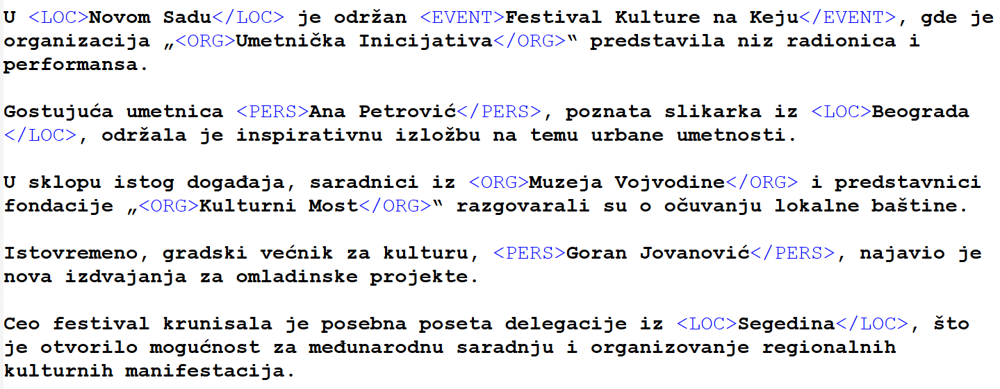 U <LOC>Novom Sadu</LOC> je održan <EVENT>Festival Kulture na Keju</EVENT>, gde je
organizacija „<ORG>Umetnička Inicijativa</ORG>“ predstavila niz radionica i
performansa.
Gostujuća umetnica <PERS>Ana Petrović</PERS>, poznata slikarka iz <LOC>Beograda
</LOC>, održala je inspirativnu izložbu na temu urbane umetnosti.
U sklopu istog događaja, saradnici iz <ORG>Muzeja Vojvodine</ORG> i predstavnici
fondacije „<ORG>Kulturni Most</ORG>“ razgovarali su o očuvanju lokalne baštine.
Istovremeno, gradski većnik za kulturu, <PERS>Goran Jovanović</PERS>, najavio je
nova izdvajanja za omladinske projekte.
Ceo festival krunisala je posebna poseta delegacije iz <LOC>Segedina</LOC>, što
je otvorilo mogućnost za međunarodnu saradnju i organizovanje regionalnih
kulturnih manifestacija.